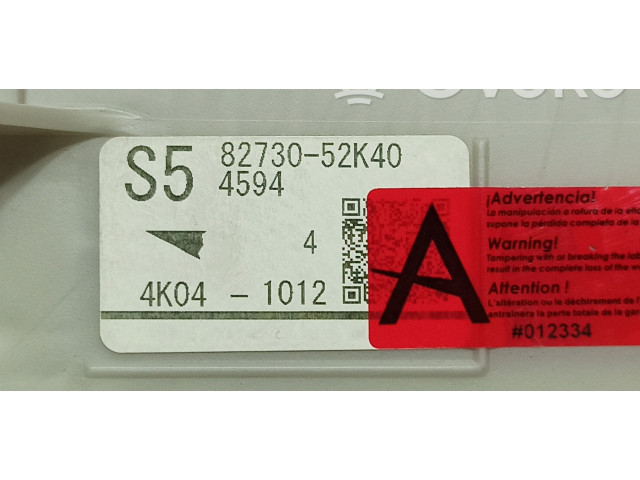 S5 82730-52K40
4594
4
4K04 - 1012
A
¡Advertencia!
La manipulación o rotura de la
supone la pérdida completa de la
Warning!
Tampering with or breaking the
result in the complete loss of the
Attention !
L'altération ou le déchirement de
entraînera la perte totale de la
#012334